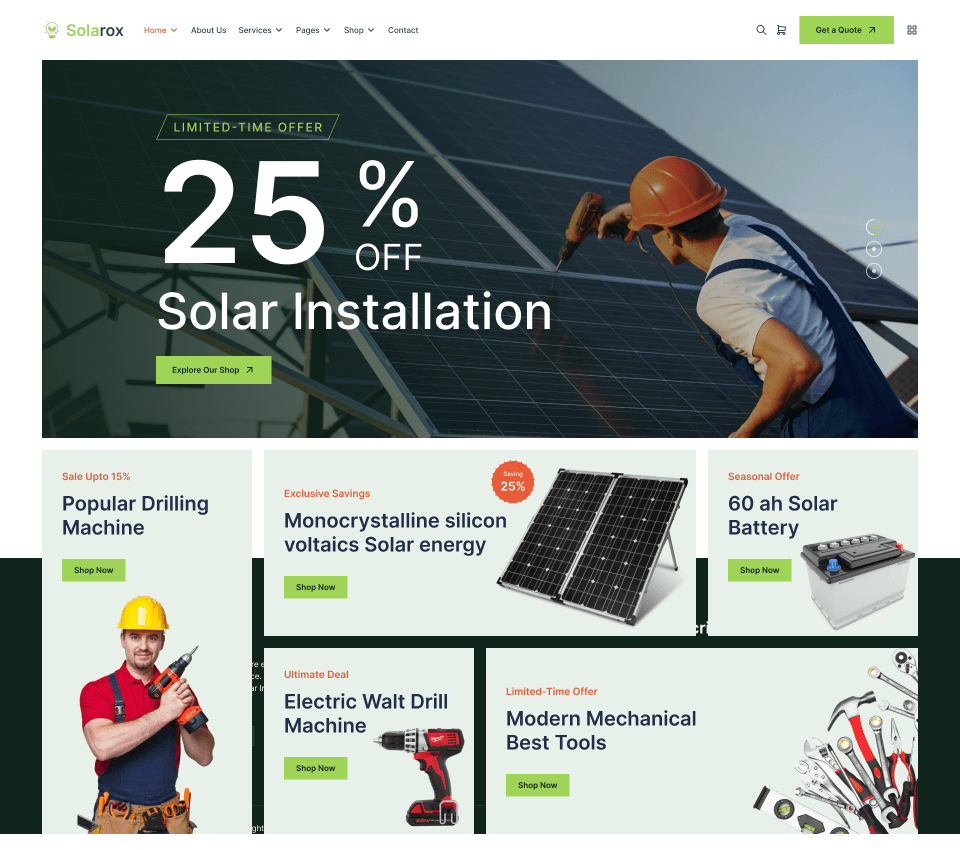 Solarox
Home
About Us
Services
Pages
Shop
Contact
Get a Quote
LIMITED-TIME OFFER
25 % OFF
Solar Installation
Explore Our Shop
Sale Upto 15%
Popular Drilling
Machine
Shop Now
Exclusive Savings
Monocrystalline silicon
voltaics Solar energy
Shop Now
Saving
25%
Seasonal Offer
60 ah Solar
Battery
Shop Now
Ultimate Deal
Electric Walt Drill
Machine
Shop Now
Limited-Time Offer
Modern Mechanical
Best Tools
Shop Now